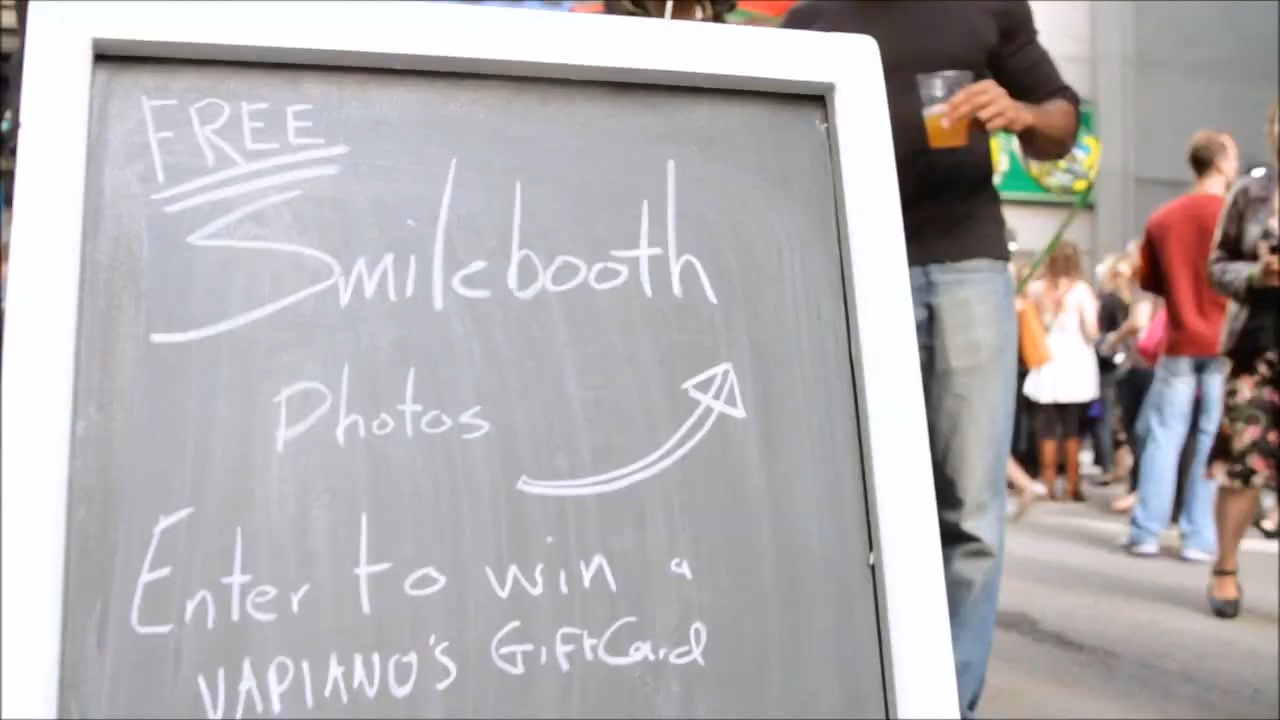 FREE
Smilebooth
Photos
Enter to win a
VAPIANO'S GiftCard